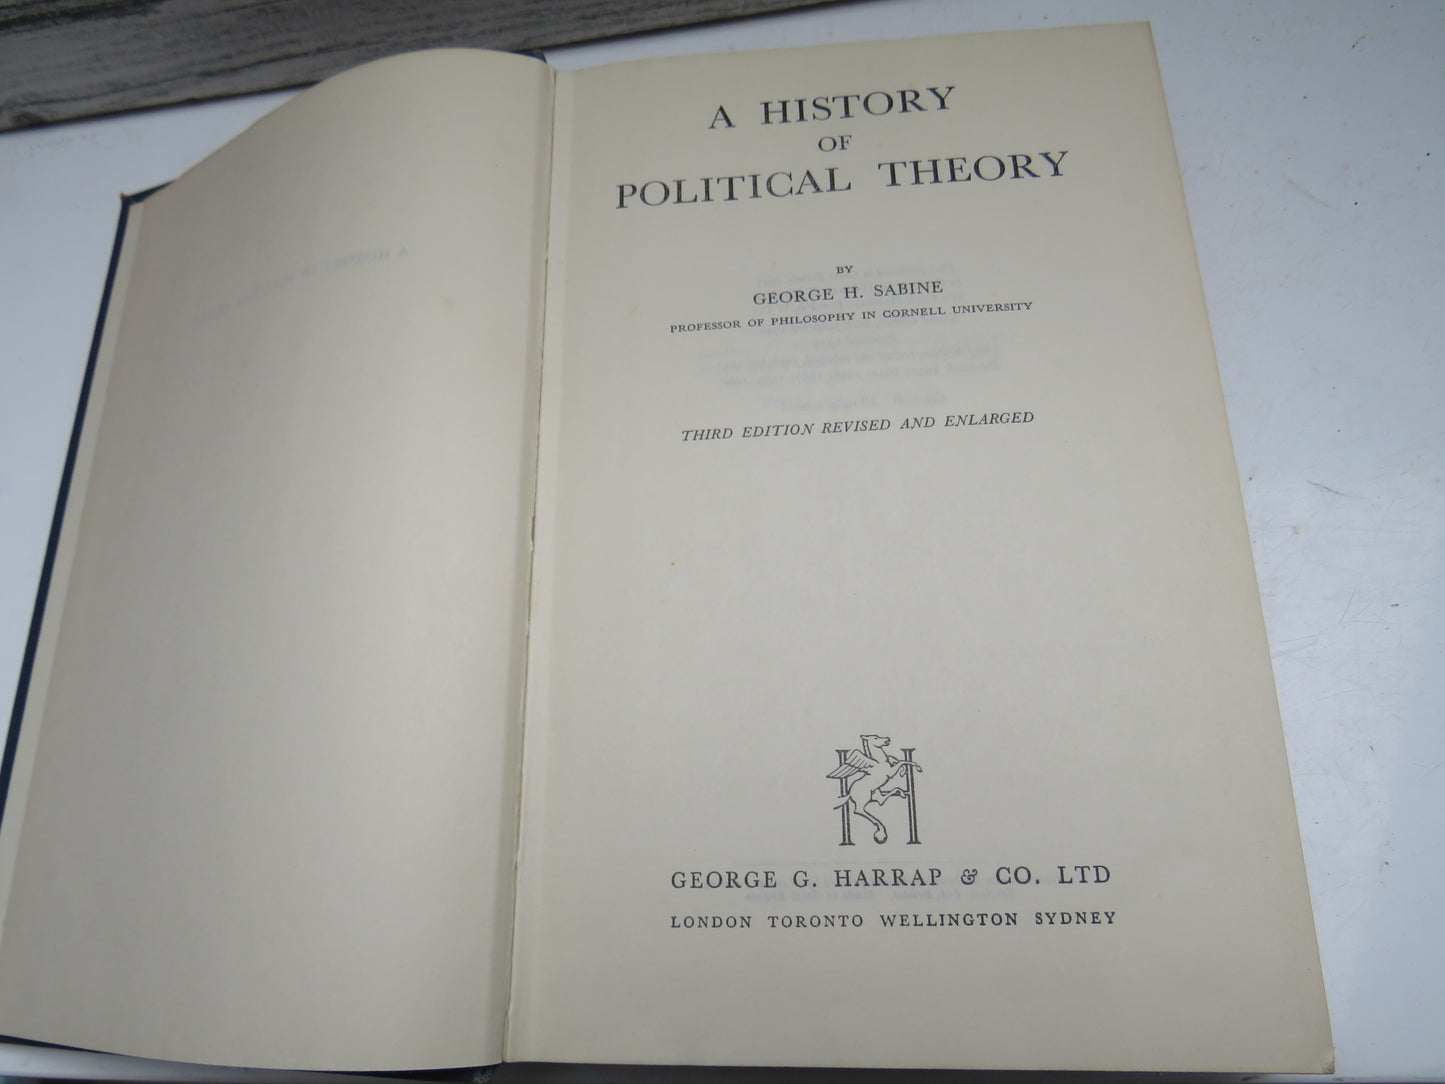 A HISTORY
OF
POLITICAL THEORY
BY
GEORGE H. SABINE
PROFESSOR OF PHILOSOPHY IN CORNELL UNIVERSITY
THIRD EDITION REVISED AND ENLARGED
H
GEORGE G. HARRAP & CO. LTD
LONDON TORONTO WELLINGTON SYDNEY